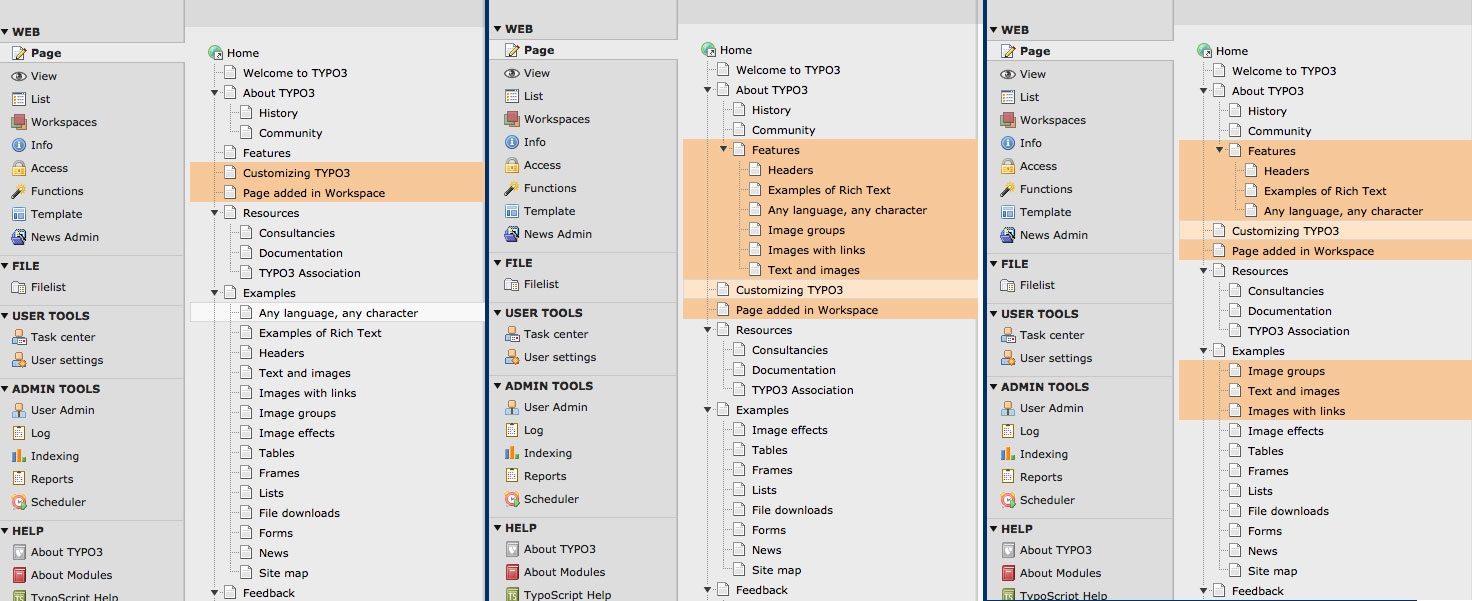 WEB
Page
View
List
Workspaces
Info
Access
Functions
Template
News Admin
FILE
Filelist
USER TOOLS
Task center
User settings
ADMIN TOOLS
User Admin
Log
Indexing
Reports
Scheduler
HELP
About TYPO3
About Modules
TypoScript Help
Home
Welcome to TYPO3
About TYPO3
History
Community
Features
Customizing TYPO3
Page added in Workspace
Resources
Consultancies
Documentation
TYPO3 Association
Examples
Any language, any character
Examples of Rich Text
Headers
Text and images
Images with links
Image groups
Image effects
Tables
Frames
Lists
File downloads
Forms
News
Site map
Feedback
WEB
Page
View
List
Workspaces
Info
Access
Functions
Template
News Admin
FILE
Filelist
USER TOOLS
Task center
User settings
ADMIN TOOLS
User Admin
Log
Indexing
Reports
Scheduler
HELP
About TYPO3
About Modules
TypoScript Help
Home
Welcome to TYPO3
About TYPO3
History
Community
Features
Headers
Examples of Rich Text
Any language, any character
Image groups
Images with links
Text and images
Customizing TYPO3
Page added in Workspace
Resources
Consultancies
Documentation
TYPO3 Association
Examples
Image effects
Tables
Frames
Lists
File downloads
Forms
News
Site map
Feedback
WEB
Page
View
List
Workspaces
Info
Access
Functions
Template
News Admin
FILE
Filelist
USER TOOLS
Task center
User settings
ADMIN TOOLS
User Admin
Log
Indexing
Reports
Scheduler
HELP
About TYPO3
About Modules
TypoScript Help
Home
Welcome to TYPO3
About TYPO3
History
Community
Features
Headers
Examples of Rich Text
Any language, any character
Customizing TYPO3
Page added in Workspace
Resources
Consultancies
Documentation
TYPO3 Association
Examples
Image groups
Text and images
Images with links
Image effects
Tables
Frames
Lists
File downloads
Forms
News
Site map
Feedback